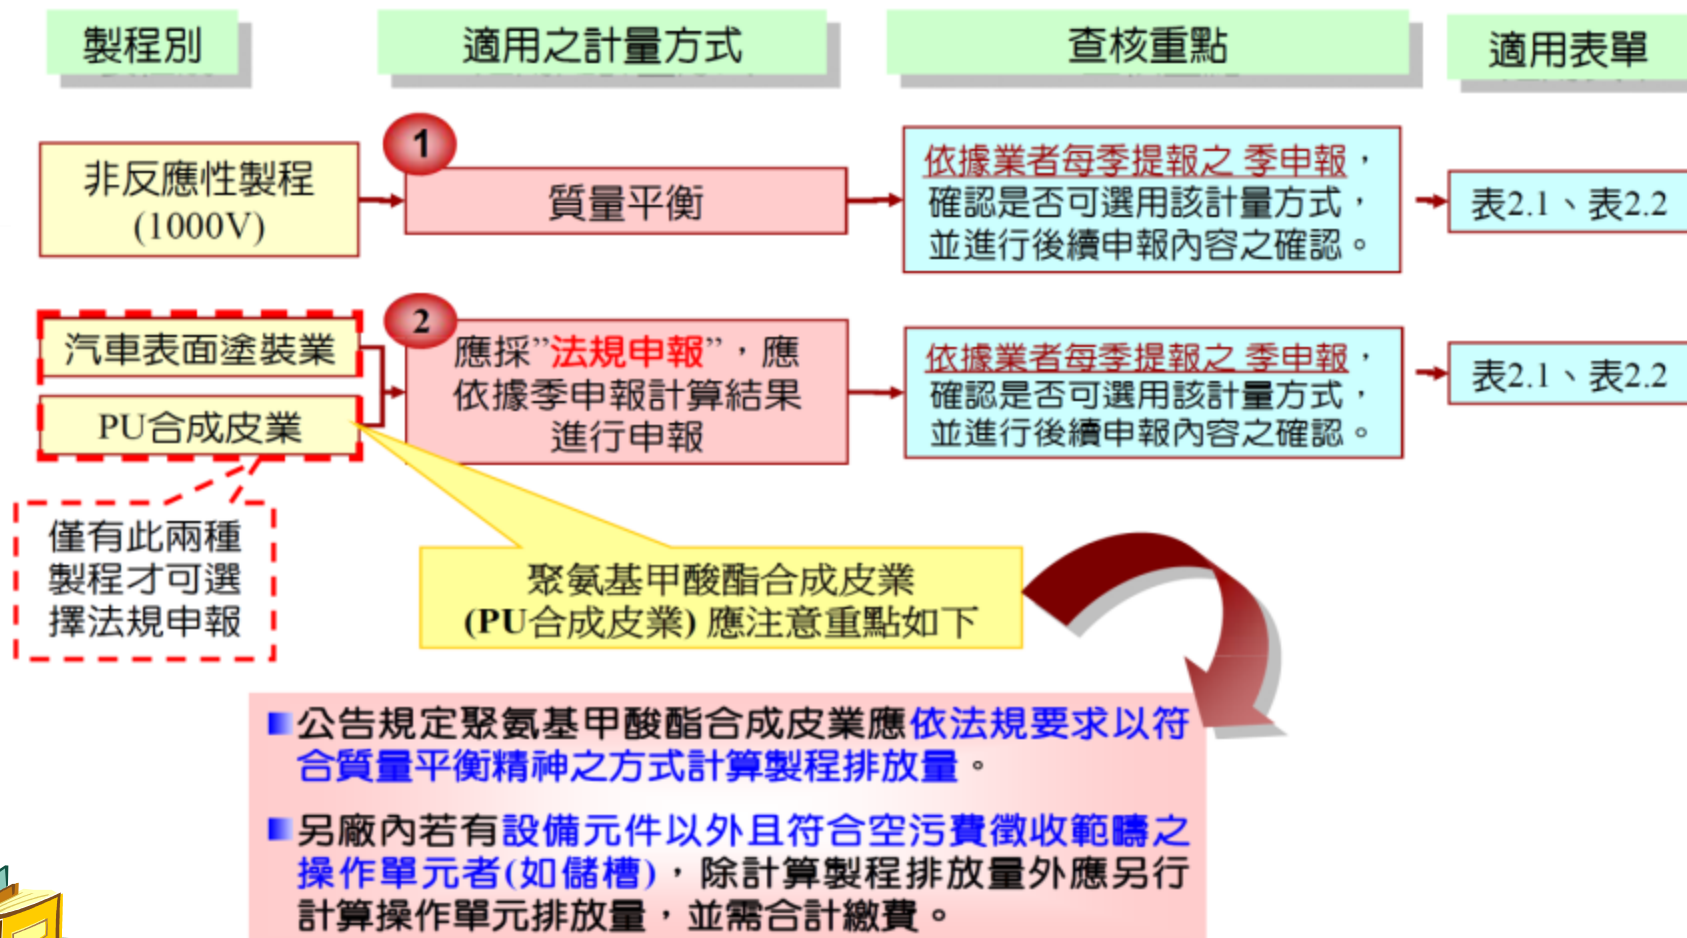 製程別
適用之計量方式
查核重點
適用表單
非反應性製程
(1000V)
1
質量平衡
依據業者每季提報之 季申報，
確認是否可選用該計量方式，
並進行後續申報內容之確認。
表2.1、表2.2
汽車表面塗裝業
PU合成皮業
2
應採”法規申報”，應
依據季申報計算結果
進行申報
依據業者每季提報之 季申報，
確認是否可選用該計量方式，
並進行後續申報內容之確認。
表2.1、表2.2
僅有此兩種
製程才可選
擇法規申報
聚氨基甲酸酯合成皮業
(PU合成皮業) 應注意重點如下
公告規定聚氨基甲酸酯合成皮業應依法規要求以符
合質量平衡精神之方式計算製程排放量。
另廠內若有設備元件以外且符合空污費徵收範疇之
操作單元者(如儲槽)，除計算製程排放量外應另行
計算操作單元排放量，並需合計繳費。